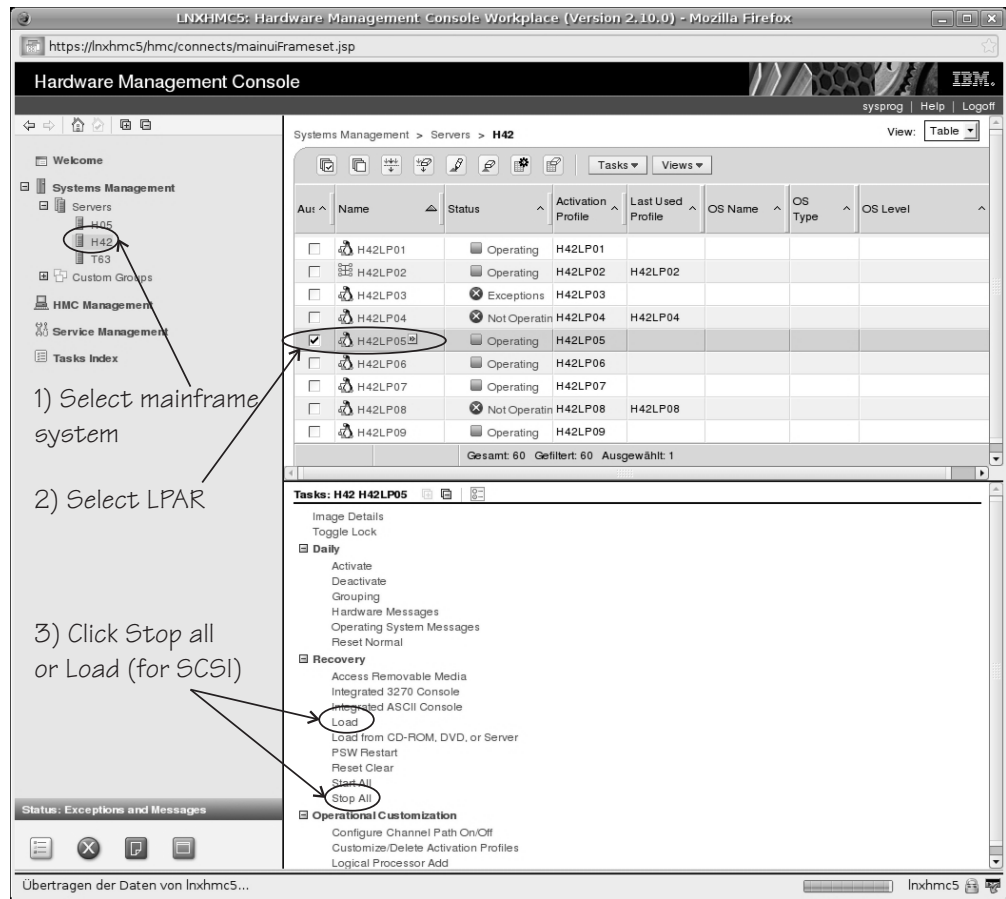 LNXHMC5: Hardware Management Console Workplace (Version 2.10.0) - Mozilla Firefox
https://lnxhmc5/hmc/connects/mainuiFrameset.jsp
Hardware Management Console
IBM.
sysprog | Help | Logoff
Welcome
Systems Management
Servers
H05
H42
T63
Custom Groups
HMC Management
Service Management
Tasks Index
1) Select mainframe
system
2) Select LPAR
3) Click Stop all
or Load (for SCSI)
Status: Exceptions and Messages
Systems Management > Servers > H42
View: Table
Tasks Views
Aus Name Status Activation Profile Last Used Profile OS Name OS Type OS Level
H42LP01 Operating H42LP01
H42LP02 Operating H42LP02 H42LP02
H42LP03 Exceptions H42LP03
H42LP04 Not Operatin H42LP04 H42LP04
H42LP05 Operating H42LP05
H42LP06 Operating H42LP06
H42LP07 Operating H42LP07
H42LP08 Not Operatin H42LP08 H42LP08
H42LP09 Operating H42LP09
Gesamt: 60 Gefiltert: 60 Ausgewählt: 1
Tasks: H42 H42LP05
Image Details
Toggle Lock
Daily
Activate
Deactivate
Grouping
Hardware Messages
Operating System Messages
Reset Normal
Recovery
Access Removable Media
Integrated 3270 Console
Integrated ASCII Console
Load
Load from CD-ROM, DVD, or Server
PSW Restart
Reset Clear
Start All
Stop All
Operational Customization
Configure Channel Path On/Off
Customize/Delete Activation Profiles
Logical Processor Add
Übertragen der Daten von lnxhmc5...
lnxhmc5